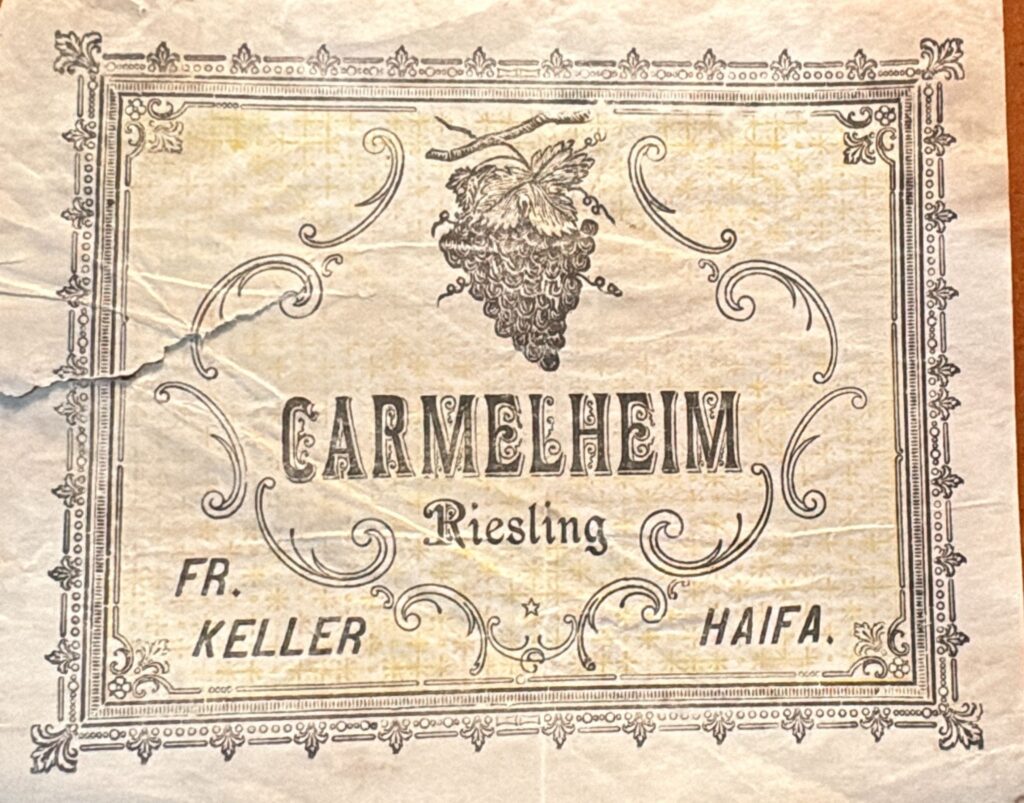 CARMELHEIM
Riesling
FR.
KELLER
HAIFA.